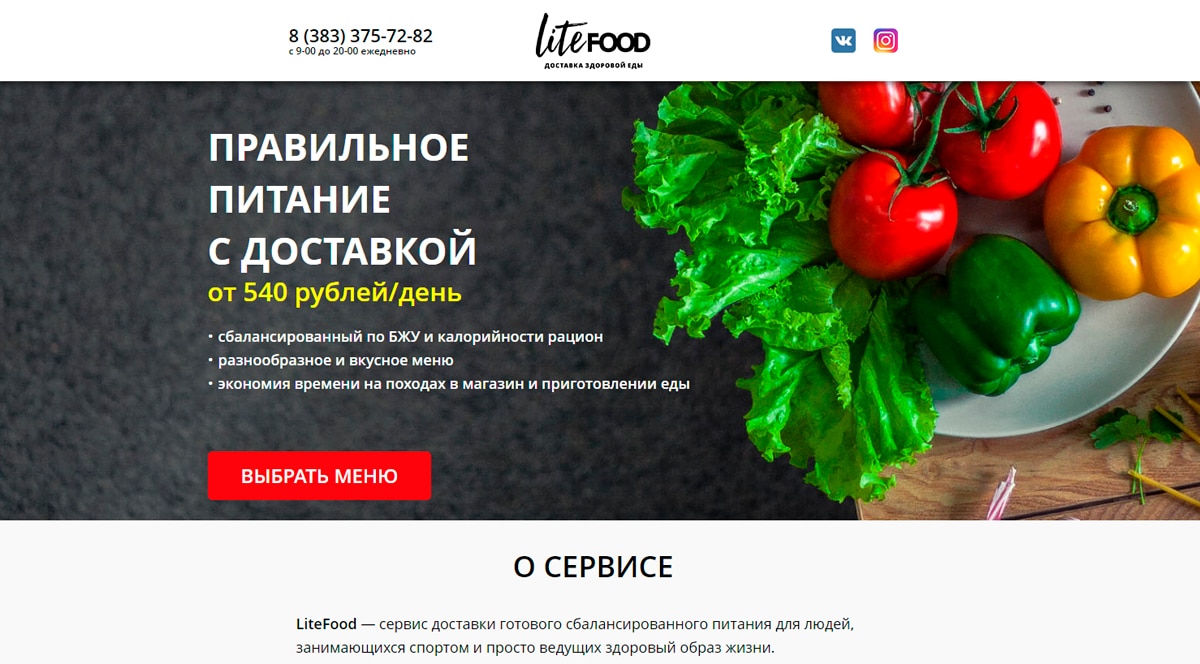 8 (383) 375-72-82
с 9-00 до 20-00 ежедневно
lite FOOD
ДОСТАВКА ЗДОРОВОЙ ЕДЫ
ПРАВИЛЬНОЕ
ПИТАНИЕ
С ДОСТАВКОЙ
от 540 рублей/день
• сбалансированный по БЖУ и калорийности рацион
• разнообразное и вкусное меню
• экономия времени на походах в магазин и приготовлении еды
ВЫБРАТЬ МЕНЮ
О СЕРВИСЕ
LiteFood — сервис доставки готового сбалансированного питания для людей,
занимающихся спортом и просто ведущих здоровый образ жизни.